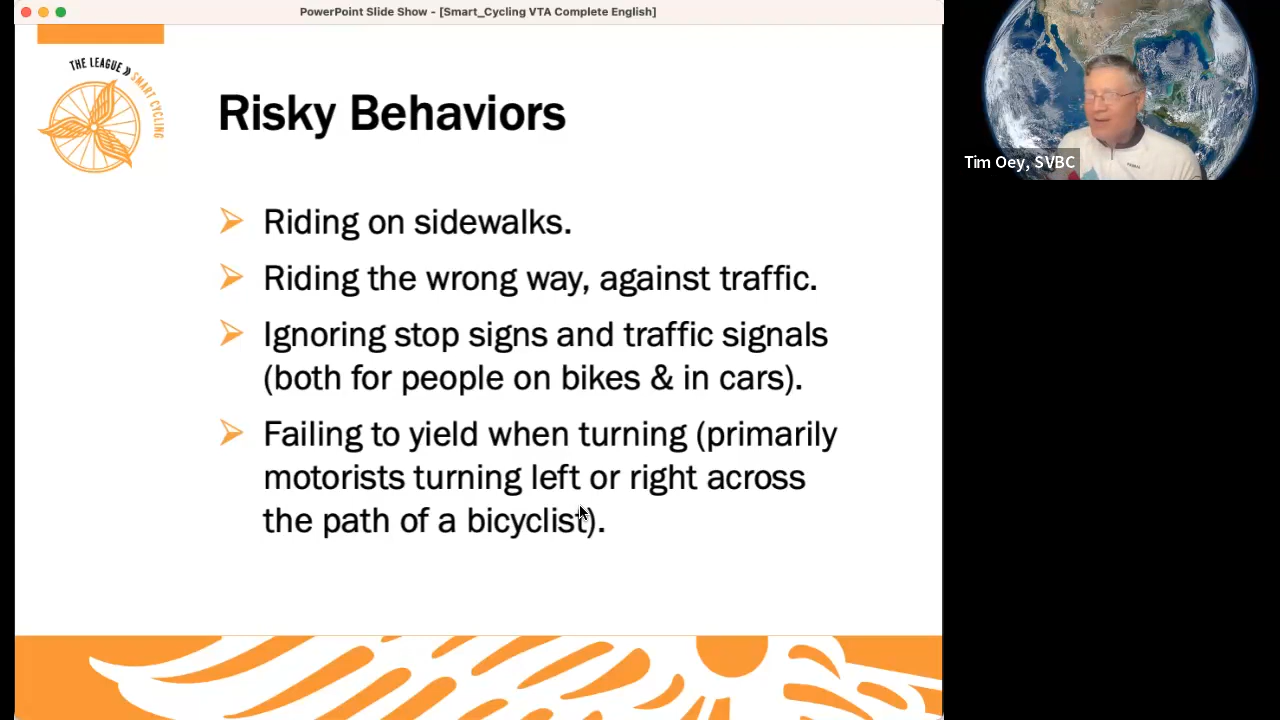 PowerPoint Slide Show - [Smart_Cycling VTA Complete English]
THE LEAGUE
SMART CYCLING
Risky Behaviors
Riding on sidewalks.
Riding the wrong way, against traffic.
Ignoring stop signs and traffic signals
(both for people on bikes & in cars).
Failing to yield when turning (primarily
motorists turning left or right across
the path of a bicyclist).
Tim Oey, SVBC